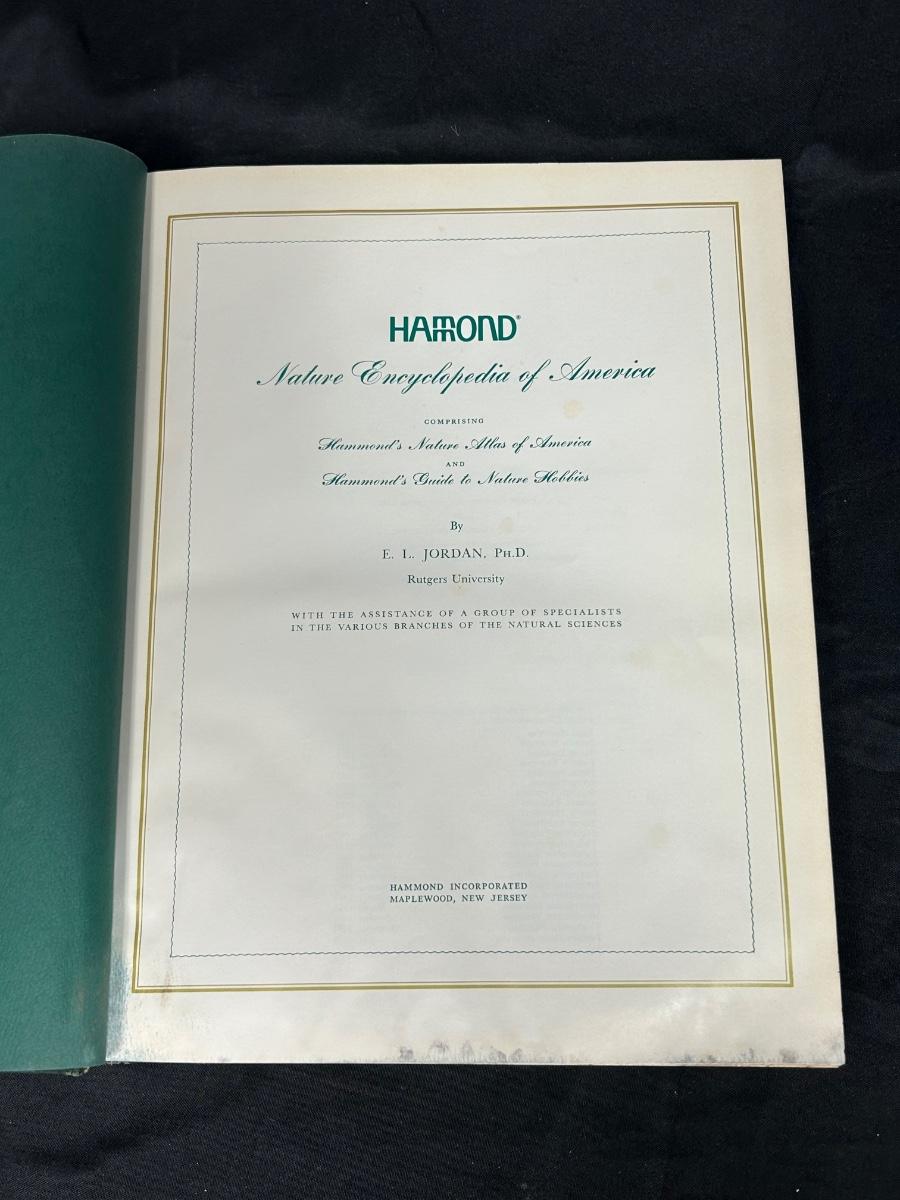 HAMMOND®
Nature Encyclopedia of America
COMPRISING
Hammond's Nature Atlas of America
AND
Hammond's Guide to Nature Hobbies
By
E. L. JORDAN, PH.D.
Rutgers University
WITH THE ASSISTANCE OF A GROUP OF SPECIALISTS
IN THE VARIOUS BRANCHES OF THE NATURAL SCIENCES
HAMMOND INCORPORATED
MAPLEWOOD, NEW JERSEY